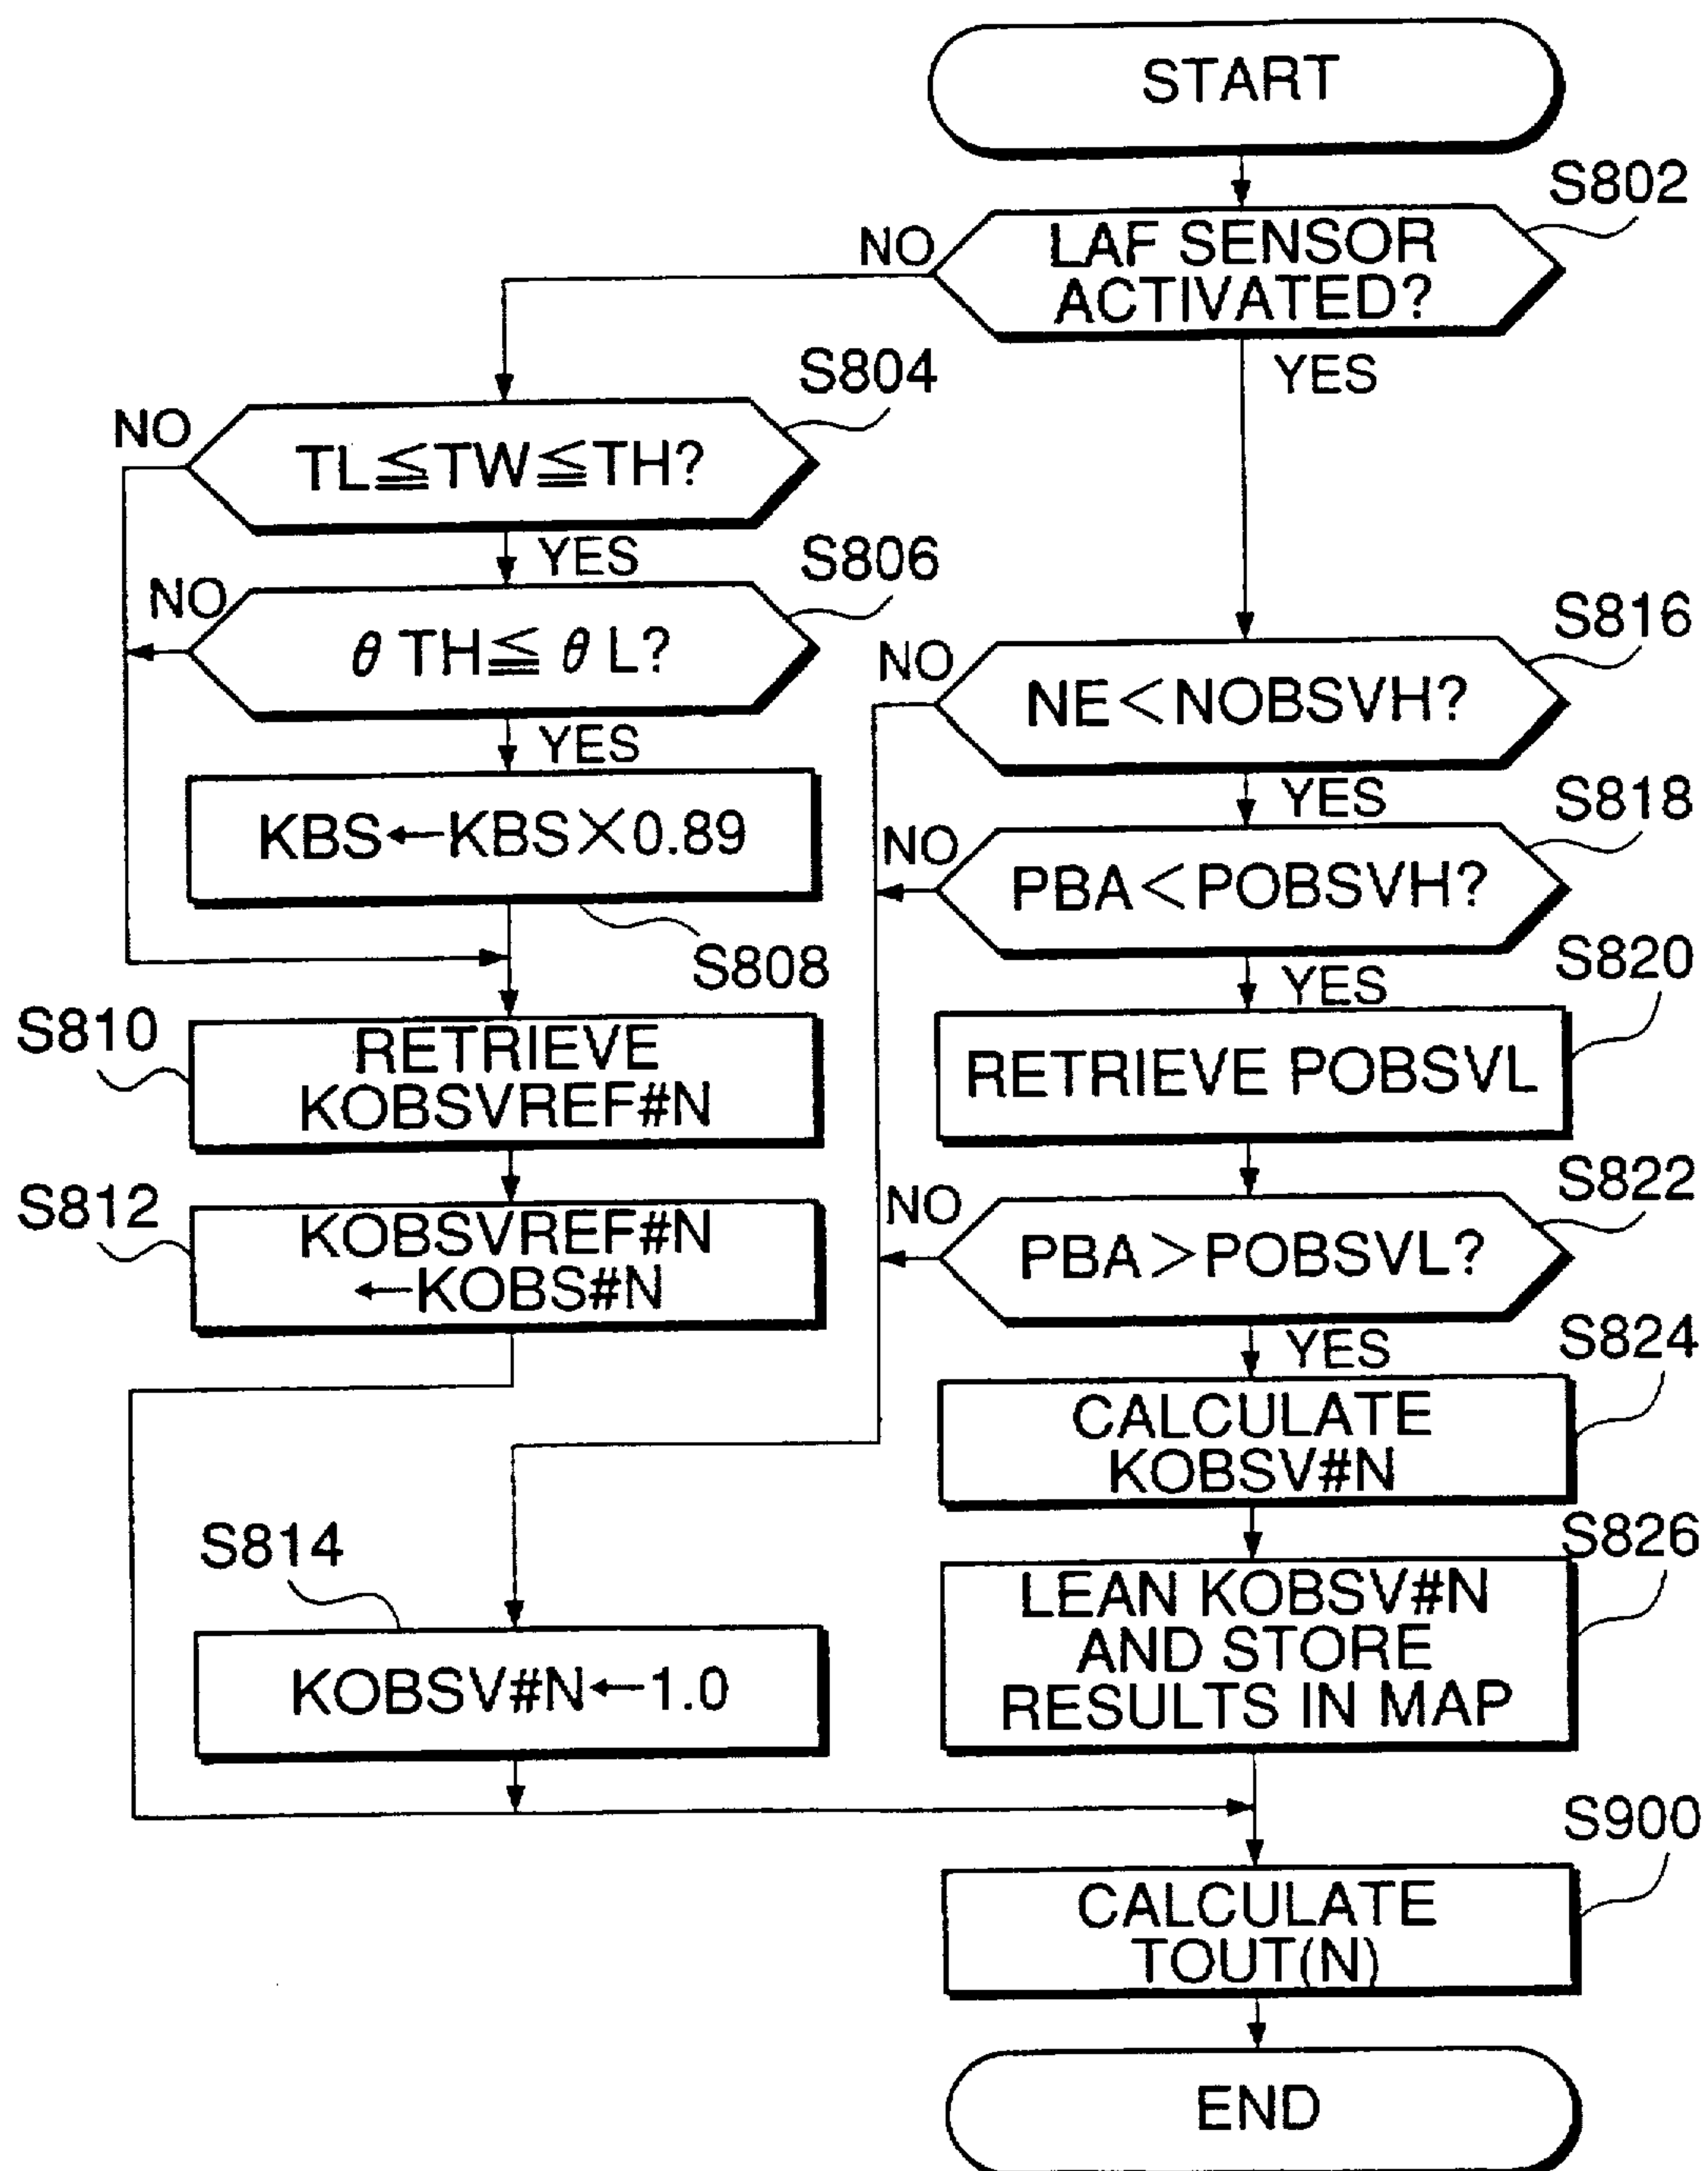 START
S802
NO
LAF SENSOR
ACTIVATED?
YES
S804
NO
TL≦TW≦TH?
YES
S806
NO
θ TH≦ θ L?
YES
KBS←KBS×0.89
S808
S810
RETRIEVE
KOBSVREF#N
S812
KOBSVREF#N
←KOBS#N
S814
KOBSV#N←1.0
S816
NO
NE<NOBSVH?
YES
S818
NO
PBA<POBSVH?
YES
S820
RETRIEVE POBSVL
S822
NO
PBA>POBSVL?
YES
S824
CALCULATE
KOBSV#N
S826
LEAN KOBSV#N
AND STORE
RESULTS IN MAP
S900
CALCULATE
TOUT(N)
END